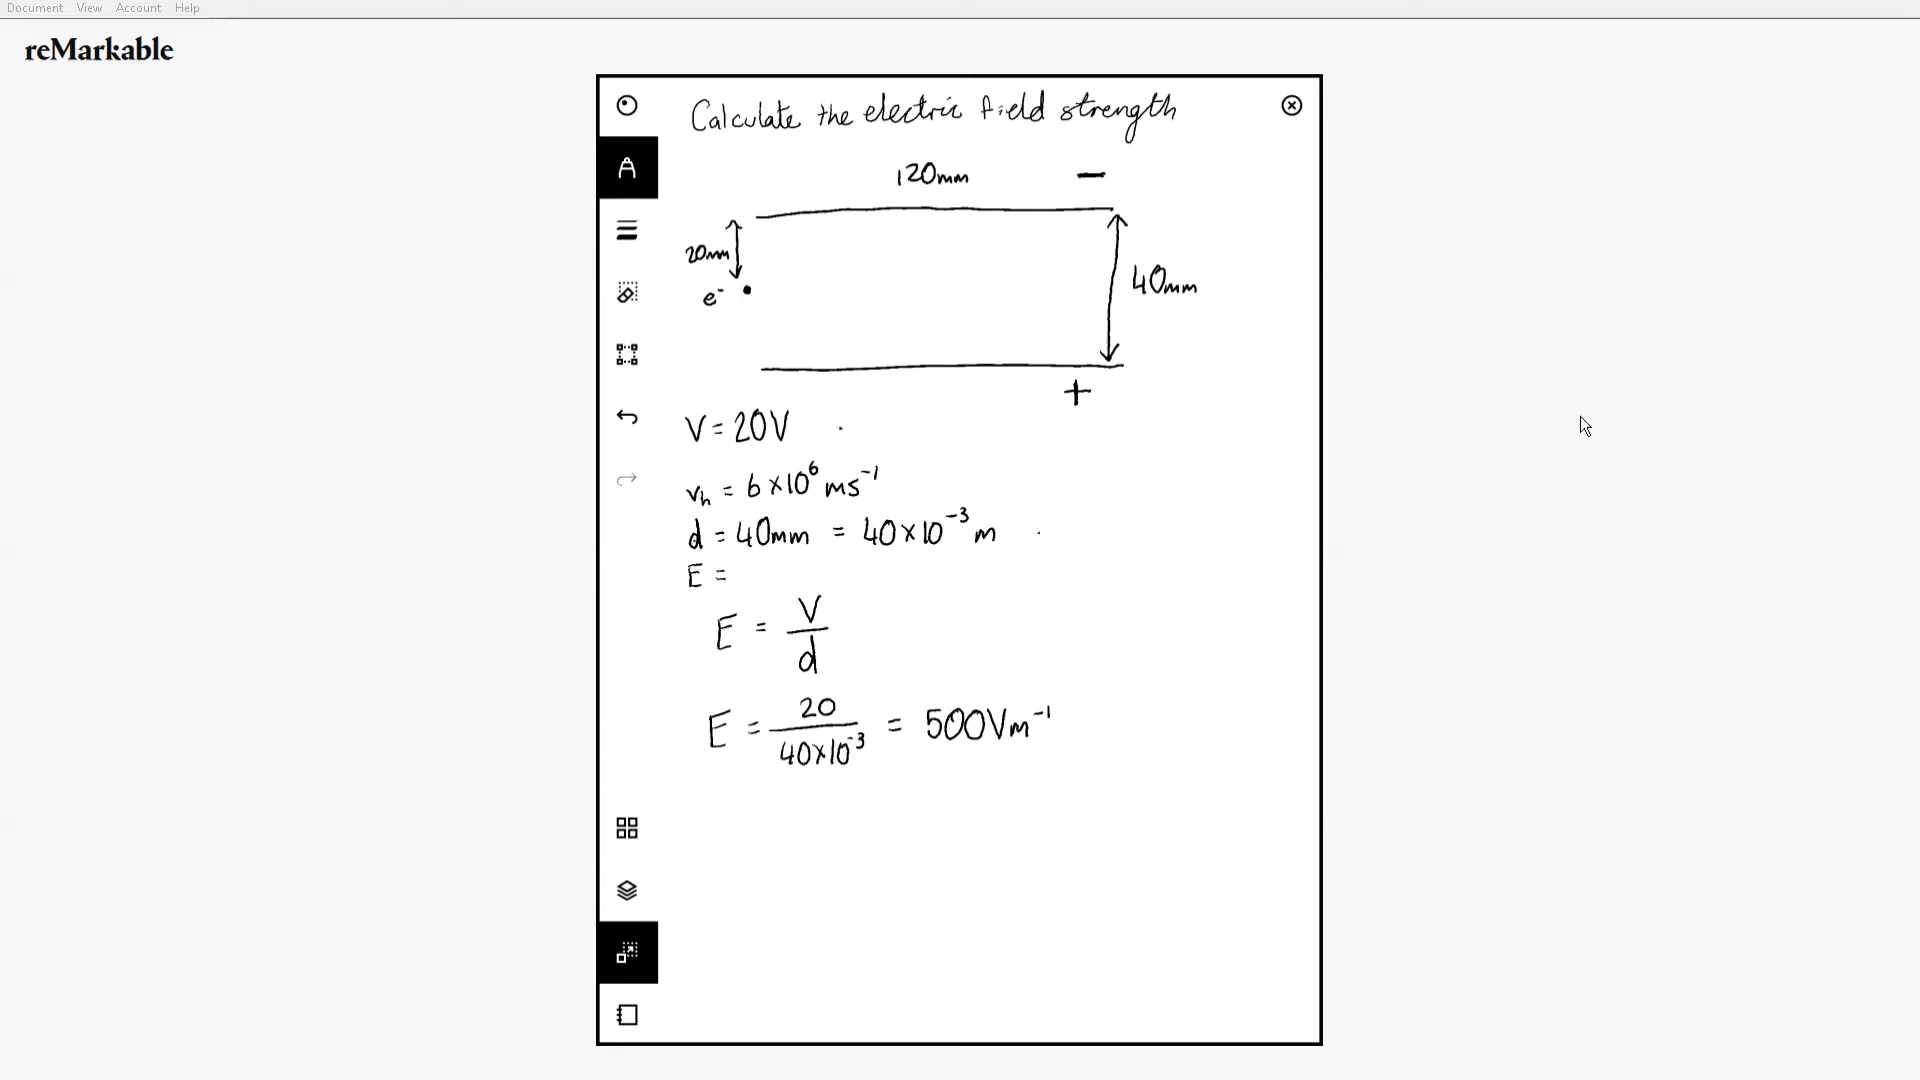 Document View Account Help
reMarkable
Calculate the electric field strength
120mm −
20mm
e⁻
40mm
+
V = 20V
vₕ = 6×10⁶ ms⁻¹
d = 40mm = 40×10⁻³ m
E =
E = V/d
E = 20/40×10⁻³ = 500Vm⁻¹